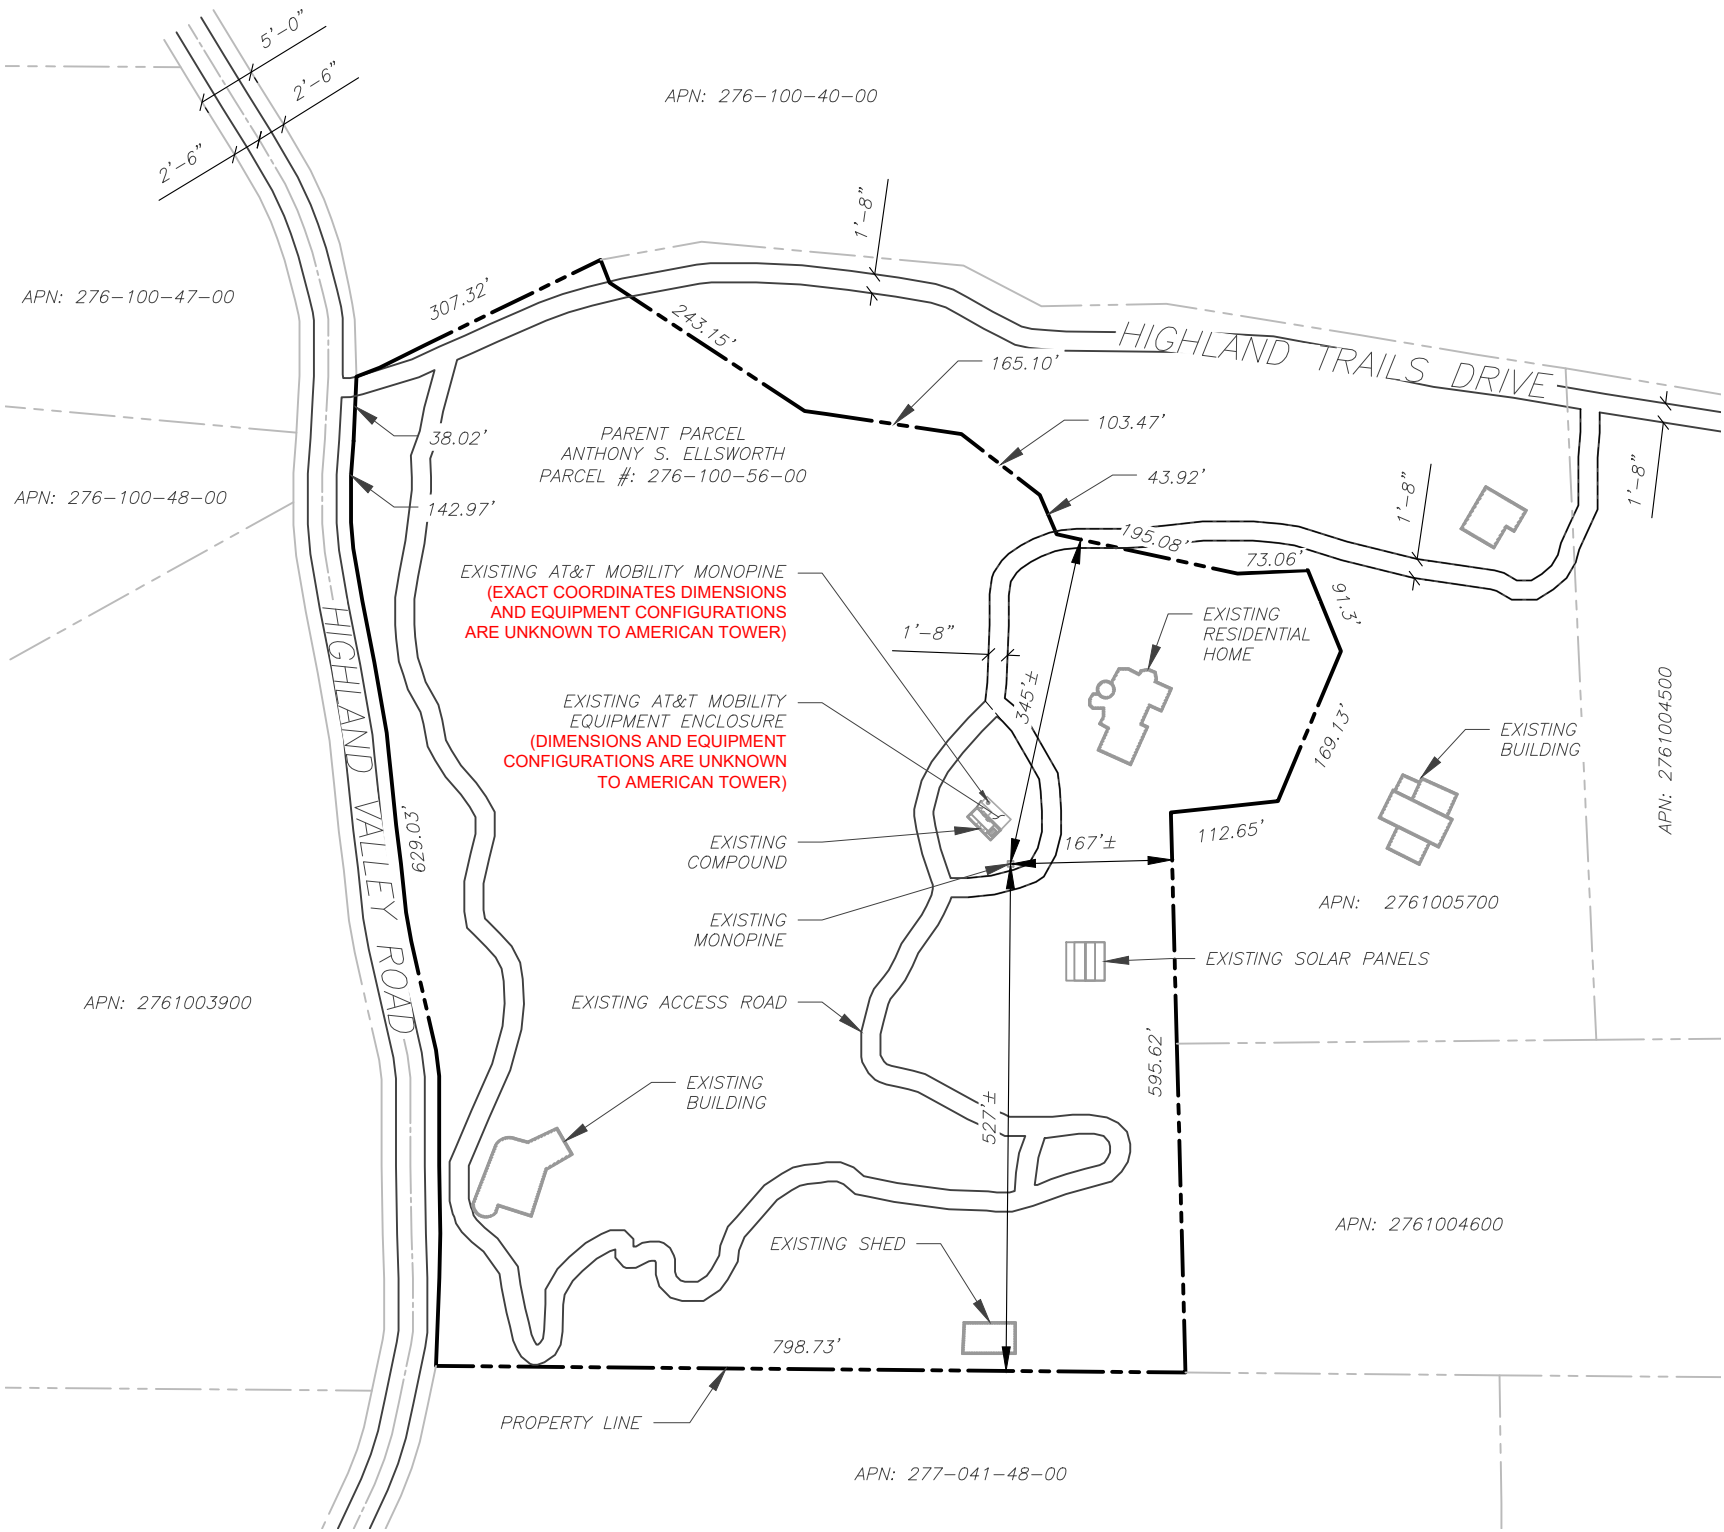 5'-0"
2'-6"
2'-6"
APN: 276-100-40-00
1'-8"
APN: 276-100-47-00
307.32'
243.15'
HIGHLAND TRAILS DRIVE
165.10'
103.47'
38.02'
PARENT PARCEL
ANTHONY S. ELLSWORTH
PARCEL #: 276-100-56-00
43.92'
1'-8"
1'-8"
APN: 276-100-48-00
142.97'
195.08'
73.06'
91.3'
EXISTING AT&T MOBILITY MONOPINE
(EXACT COORDINATES DIMENSIONS
AND EQUIPMENT CONFIGURATIONS
ARE UNKNOWN TO AMERICAN TOWER)
1'-8"
EXISTING
RESIDENTIAL
HOME
HIGHLAND VALLEY ROAD
345'±
EXISTING AT&T MOBILITY
EQUIPMENT ENCLOSURE
(DIMENSIONS AND EQUIPMENT
CONFIGURATIONS ARE UNKNOWN
TO AMERICAN TOWER)
169.13'
EXISTING
BUILDING
APN: 2761004500
629.03'
EXISTING
COMPOUND
167'±
112.65'
EXISTING
MONOPINE
APN: 2761005700
EXISTING SOLAR PANELS
APN: 2761003900
EXISTING ACCESS ROAD
595.62'
EXISTING
BUILDING
527'±
APN: 2761004600
EXISTING SHED
798.73'
PROPERTY LINE
APN: 277-041-48-00